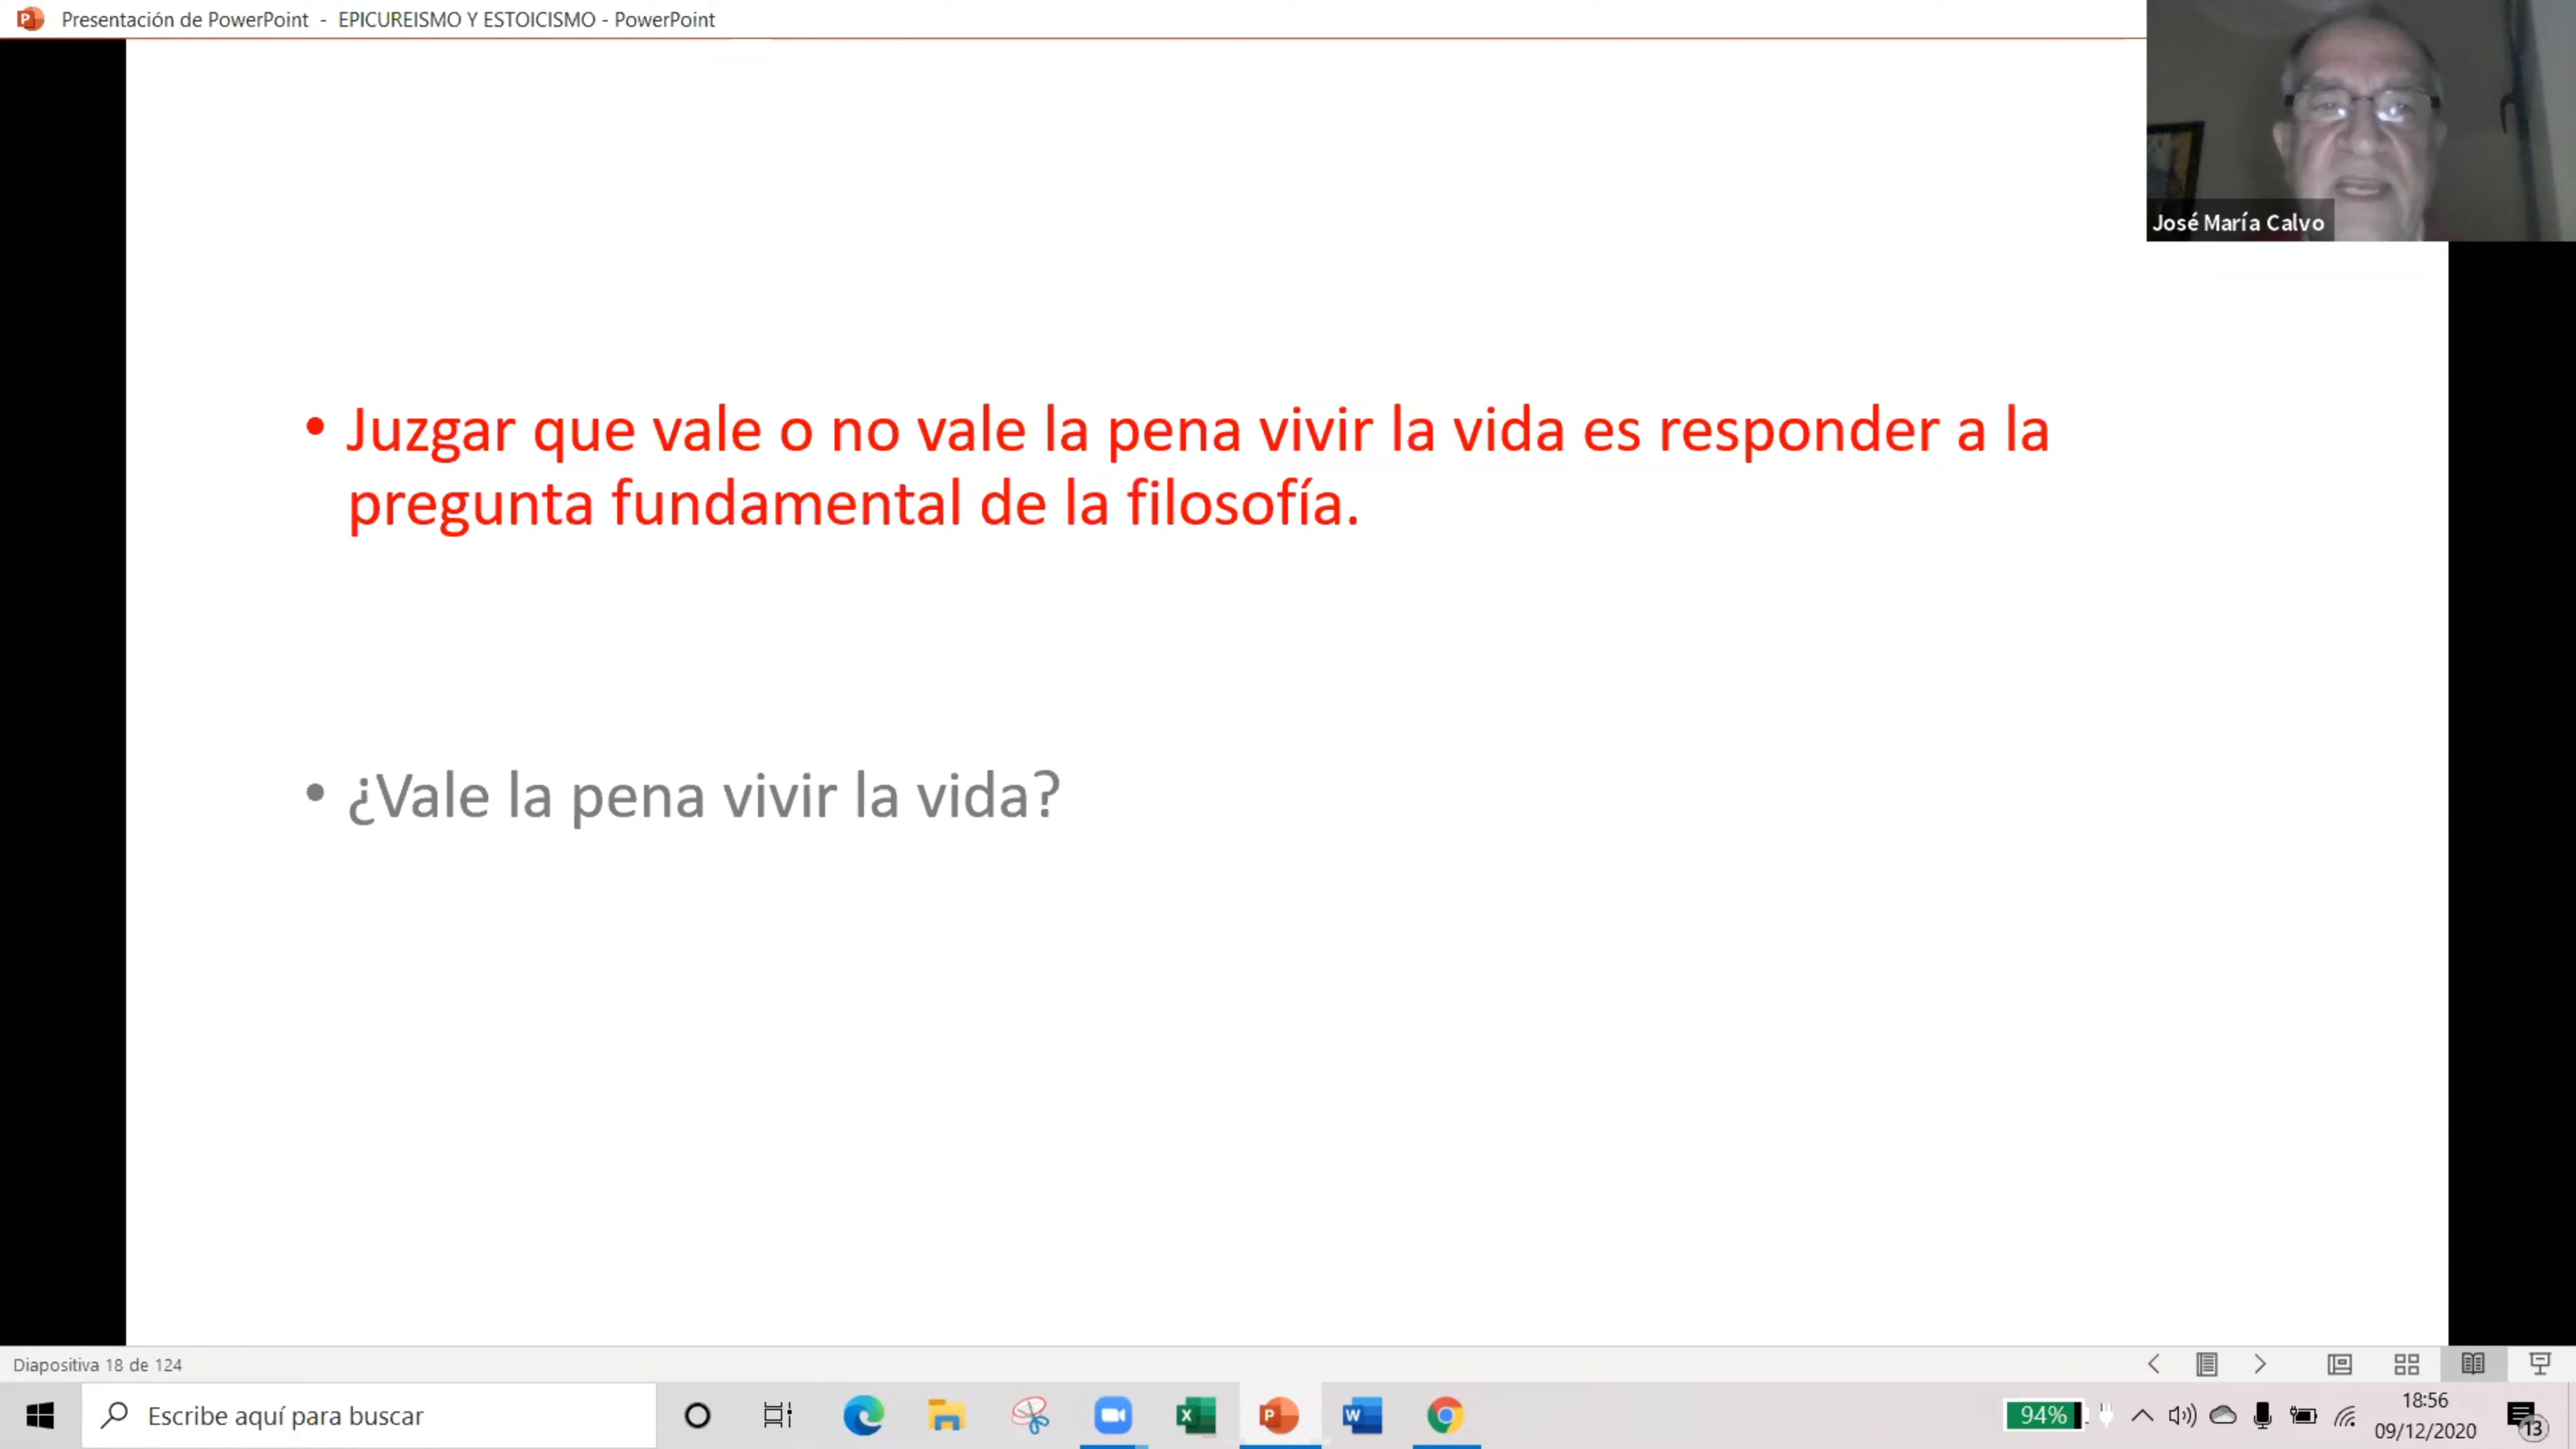 Presentación de PowerPoint - EPICUREISMO Y ESTOICISMO - PowerPoint
José María Calvo
• Juzgar que vale o no vale la pena vivir la vida es responder a la
pregunta fundamental de la filosofía.
• ¿Vale la pena vivir la vida?
Diapositiva 18 de 124
Escribe aquí para buscar
94%
18:56
09/12/2020
13